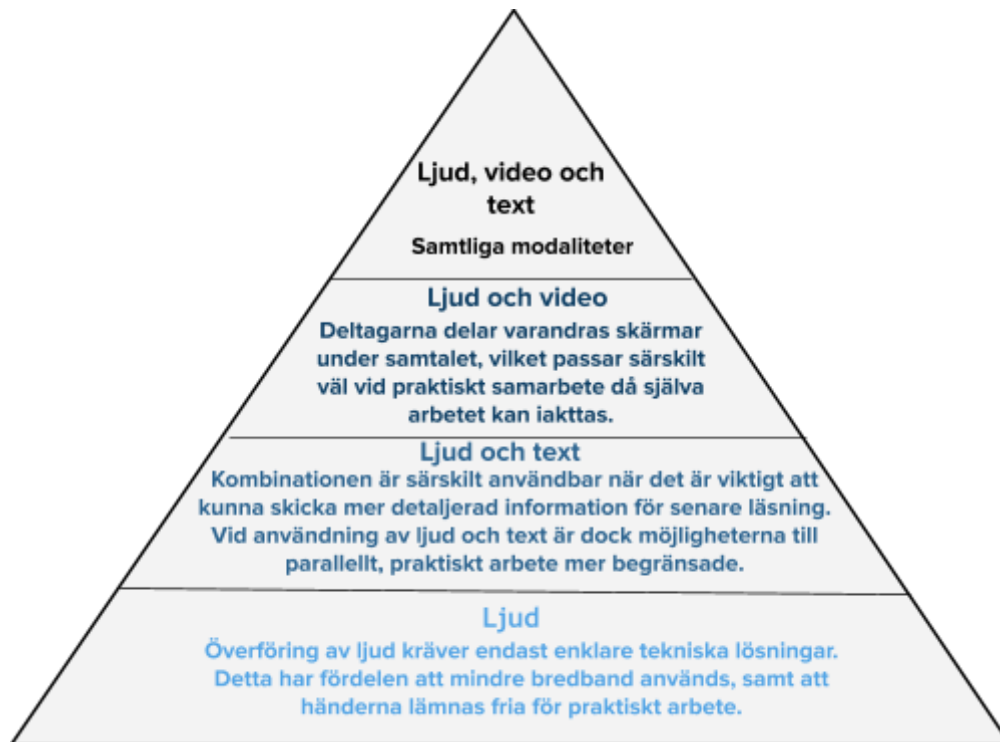 Ljud, video och
text
Samtliga modaliteter
Ljud och video
Deltagarna delar varandras skärmar
under samtalet, vilket passar särskilt
väl vid praktiskt samarbete då själva
arbetet kan iakttas.
Ljud och text
Kombinationen är särskilt användbar när det är viktigt att
kunna skicka mer detaljerad information för senare läsning.
Vid användning av ljud och text är dock möjligheterna till
parallellt, praktiskt arbete mer begränsade.
Ljud
Överföring av ljud kräver endast enklare tekniska lösningar.
Detta har fördelen att mindre bredband används, samt att
händerna lämnas fria för praktiskt arbete.